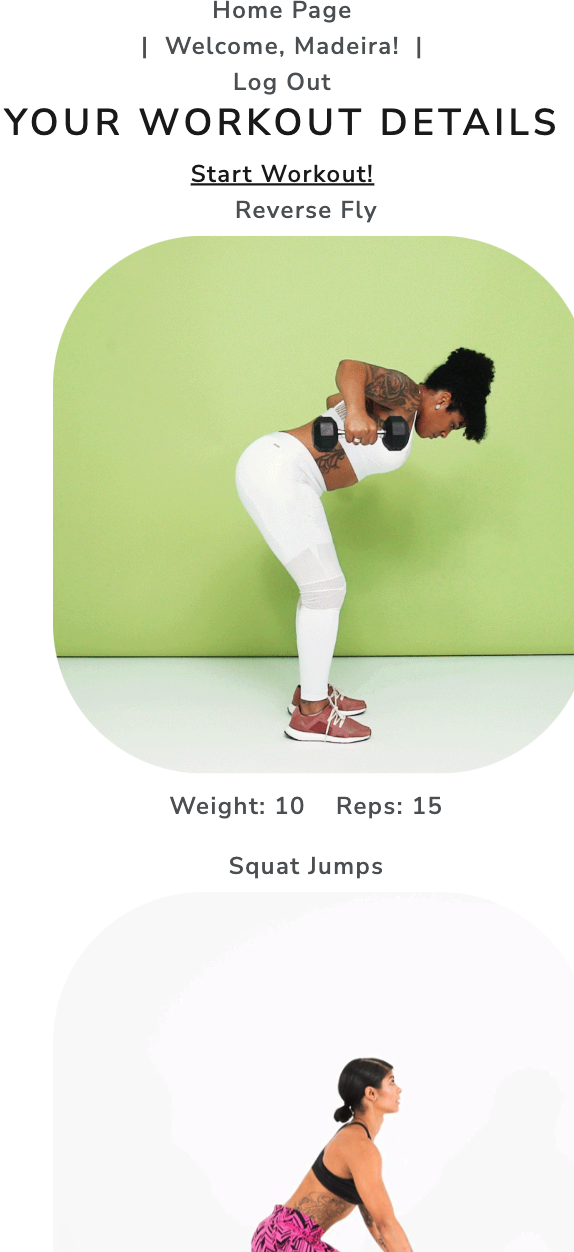 Home Page
| Welcome, Madeira! |
Log Out
YOUR WORKOUT DETAILS
Start Workout!
Reverse Fly
Weight: 10 Reps: 15
Squat Jumps